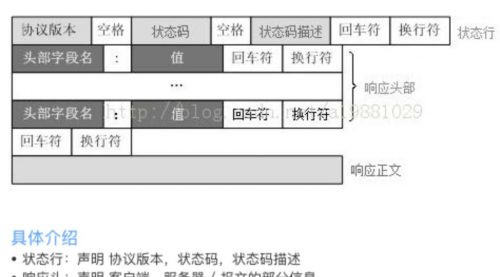 协议版本 空格 状态码 空格 状态码描述 回车符 换行符 状态行
头部字段名 : 值 回车符 换行符
... 响应头部
头部字段名 : 值 回车符 换行符
回车符 换行符
响应正文
具体介绍
• 状态行：声明 协议版本，状态码，状态码描述
• 响应头：声明 客户端、服务器 / 报文的部分信息